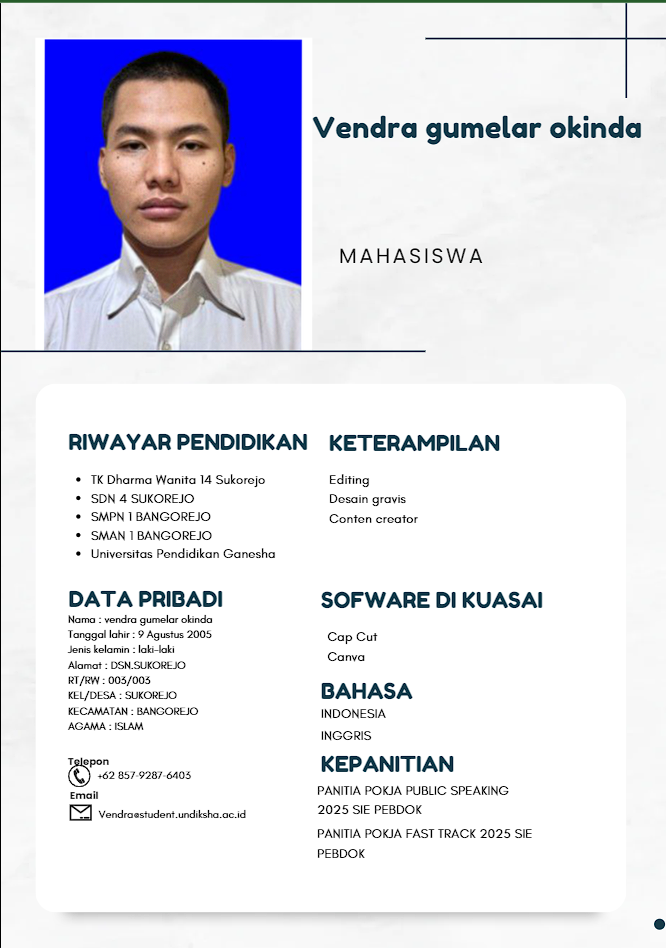 Vendra gumelar okinda
MAHASISWA
RIWAYAR PENDIDIKAN
TK Dharma Wanita 14 Sukorejo
SDN 4 SUKOREJO
SMPN 1 BANGOREJO
SMAN 1 BANGOREJO
Universitas Pendidikan Ganesha
KETERAMPILAN
Editing
Desain gravis
Conten creator
DATA PRIBADI
Nama : vendra gumelar okinda
Tanggal lahir : 9 Agustus 2005
Jenis kelamin : laki-laki
Alamat : DSN.SUKOREJO
RT/RW : 003/003
KEL/DESA : SUKOREJO
KECAMATAN : BANGOREJO
AGAMA : ISLAM
Telepon
+62 857-9287-6403
Email
Vendra@student.undiksha.ac.id
SOFWARE DI KUASAI
Cap Cut
Canva
BAHASA
INDONESIA
INGGRIS
KEPANITIAN
PANITIA POKJA PUBLIC SPEAKING
2025 SIE PEBDOK
PANITIA POKJA FAST TRACK 2025 SIE
PEBDOK